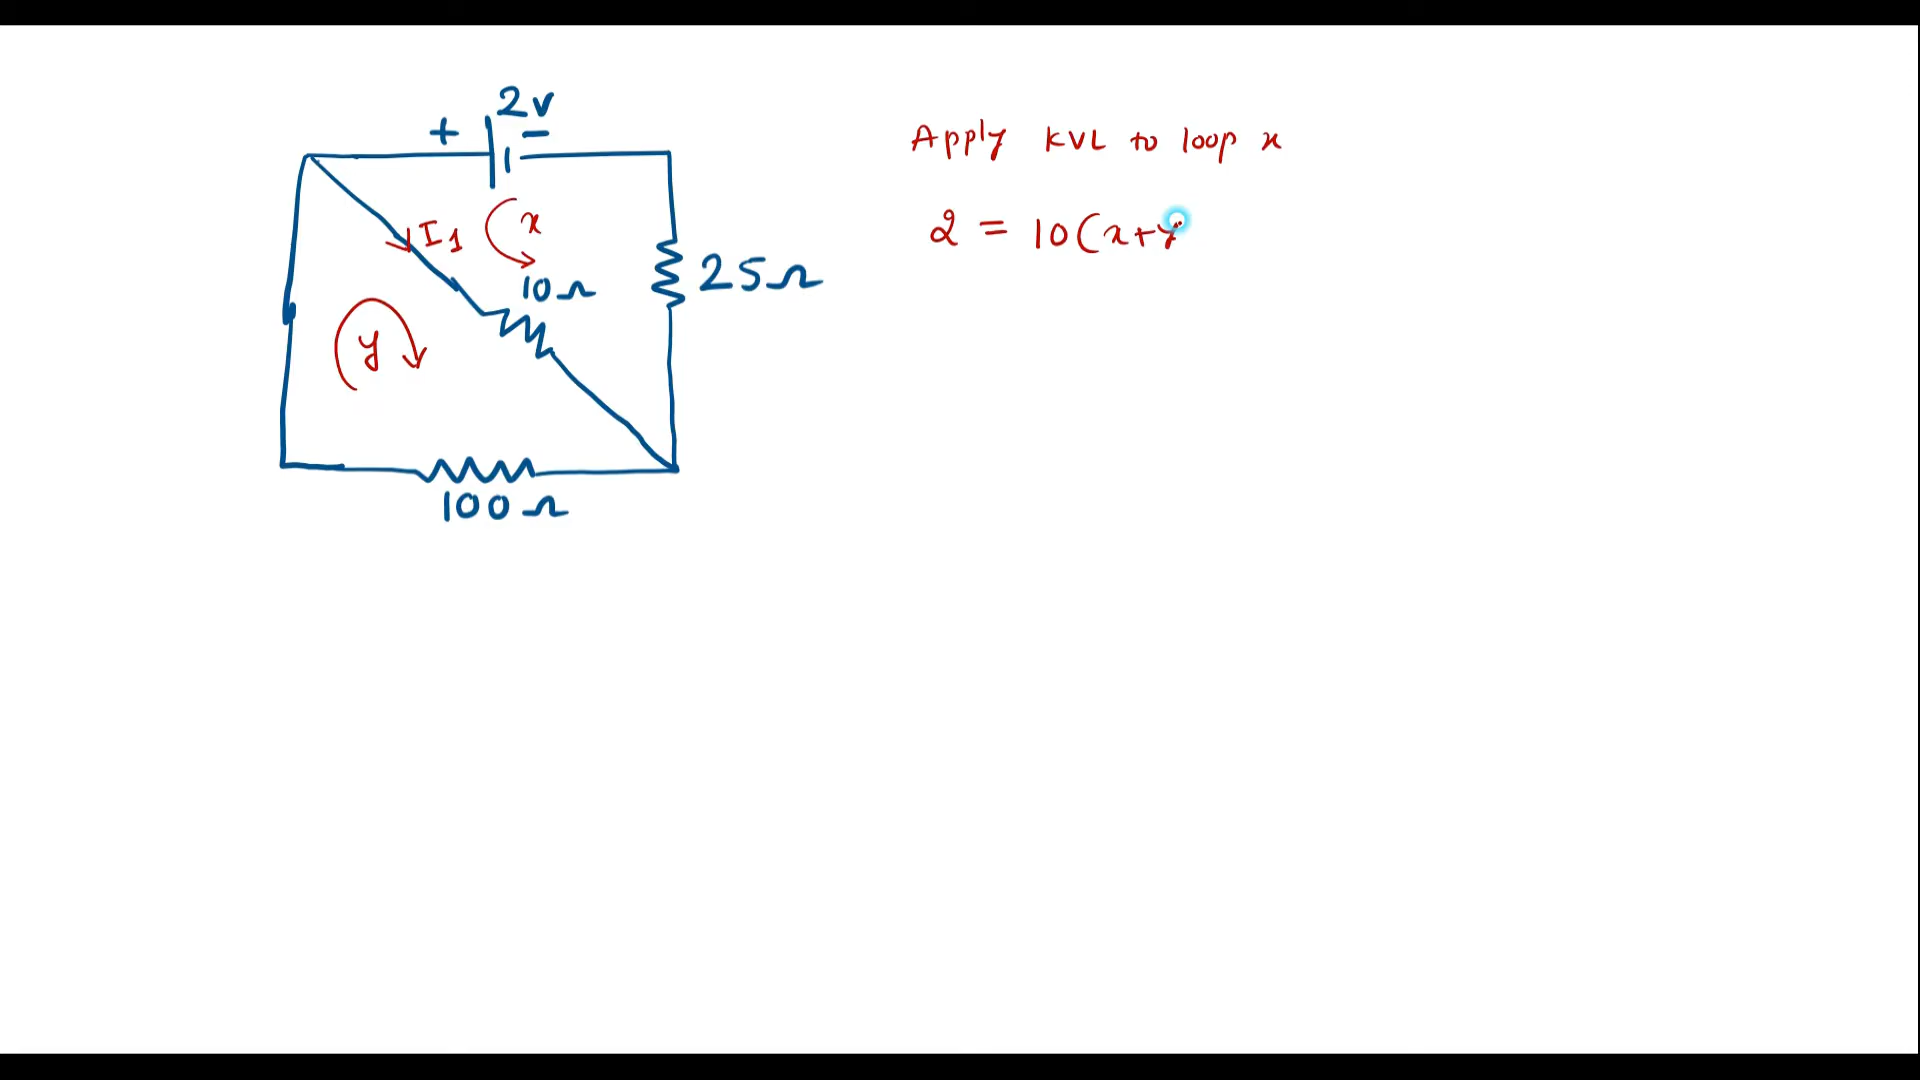 2v
+ −
Apply KVL to loop x
I1 x
2 = 10(x+y
10Ω
25Ω
y
100Ω